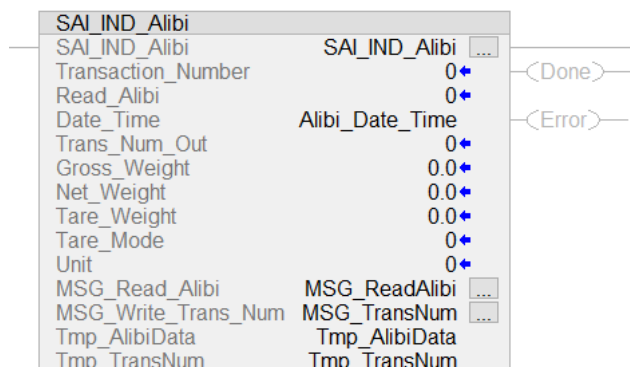 SAI_IND_Alibi
SAI_IND_Alibi SAI_IND_Alibi ...
Transaction_Number 0
(Done)
Read_Alibi 0
Date_Time Alibi_Date_Time
(Error)
Trans_Num_Out 0
Gross_Weight 0.0
Net_Weight 0.0
Tare_Weight 0.0
Tare_Mode 0
Unit 0
MSG_Read_Alibi MSG_ReadAlibi ...
MSG_Write_Trans_Num MSG_TransNum ...
Tmp_AlibiData Tmp_AlibiData
Tmp_TransNum Tmp_TransNum